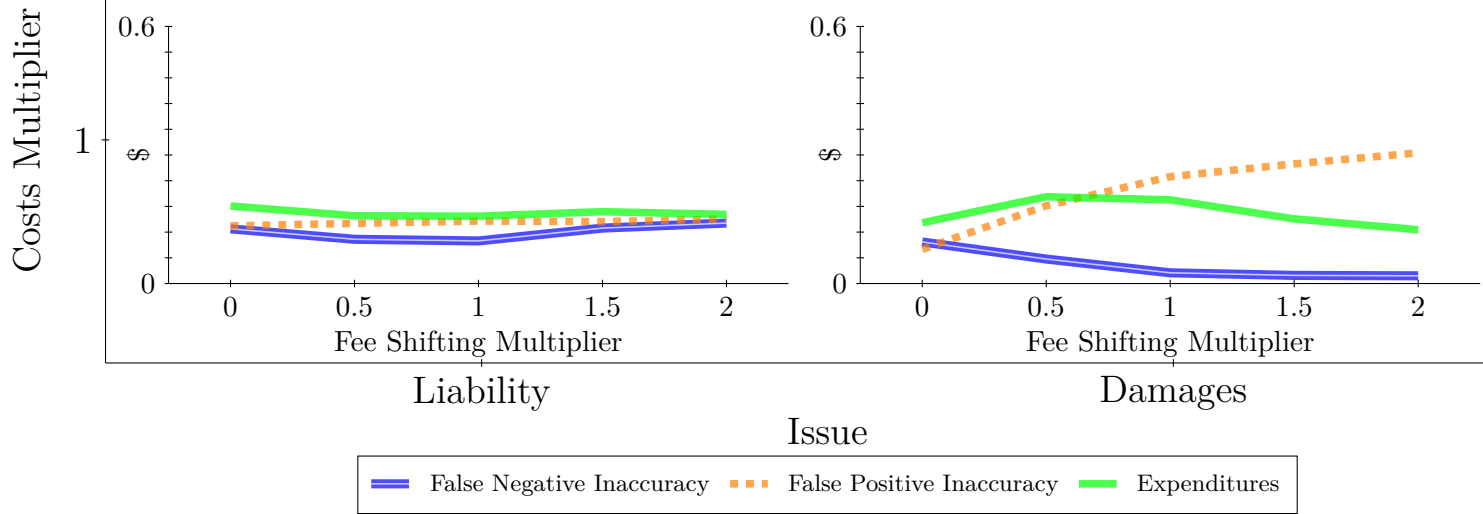 Costs Multiplier
1
0.6
$
0
0 0.5 1 1.5 2
Fee Shifting Multiplier
0.6
$
0
0 0.5 1 1.5 2
Fee Shifting Multiplier
Liability Damages
Issue
False Negative Inaccuracy False Positive Inaccuracy Expenditures